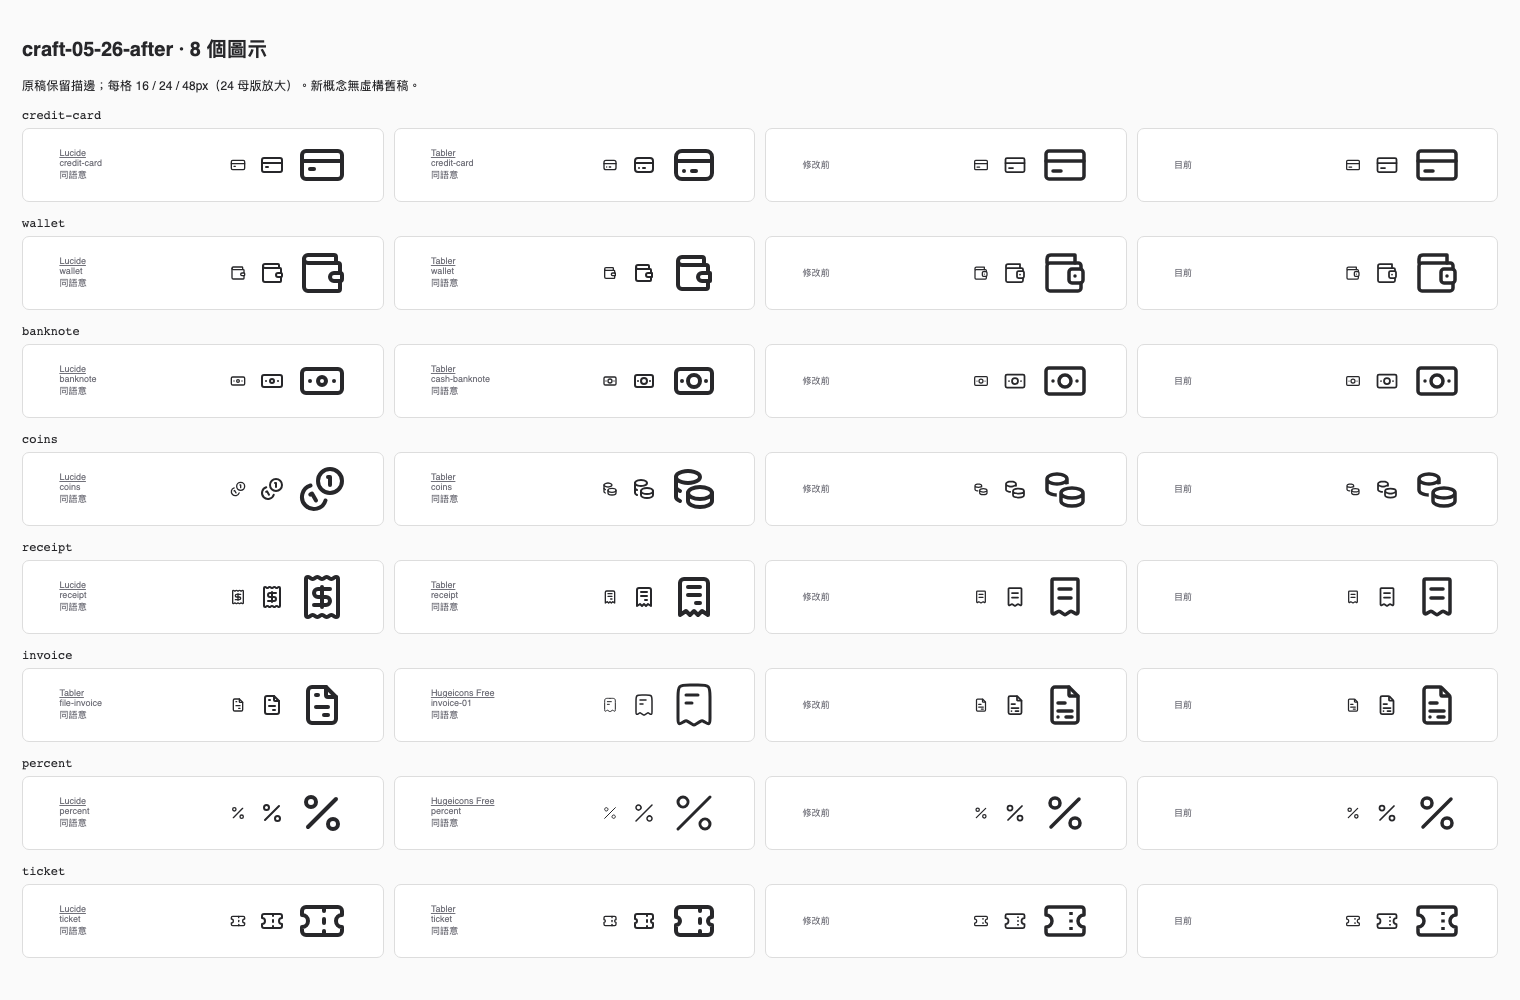 craft-05-26-after · 8 個圖示
原稿保留描邊；每格 16 / 24 / 48px（24 母版放大）。新概念無虛構舊稿。
credit-card
Lucide
credit-card
同語意
Tabler
credit-card
同語意
修改前
目前
wallet
Lucide
wallet
同語意
Tabler
wallet
同語意
修改前
目前
banknote
Lucide
banknote
同語意
Tabler
cash-banknote
同語意
修改前
目前
coins
Lucide
coins
同語意
Tabler
coins
同語意
修改前
目前
receipt
Lucide
receipt
同語意
Tabler
receipt
同語意
修改前
目前
invoice
Tabler
file-invoice
同語意
Hugeicons Free
invoice-01
同語意
修改前
目前
percent
Lucide
percent
同語意
Hugeicons Free
percent
同語意
修改前
目前
ticket
Lucide
ticket
同語意
Tabler
ticket
同語意
修改前
目前